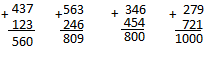 + 437 + 563 + 346 + 279
123 246 454 721
560 809 800 1000